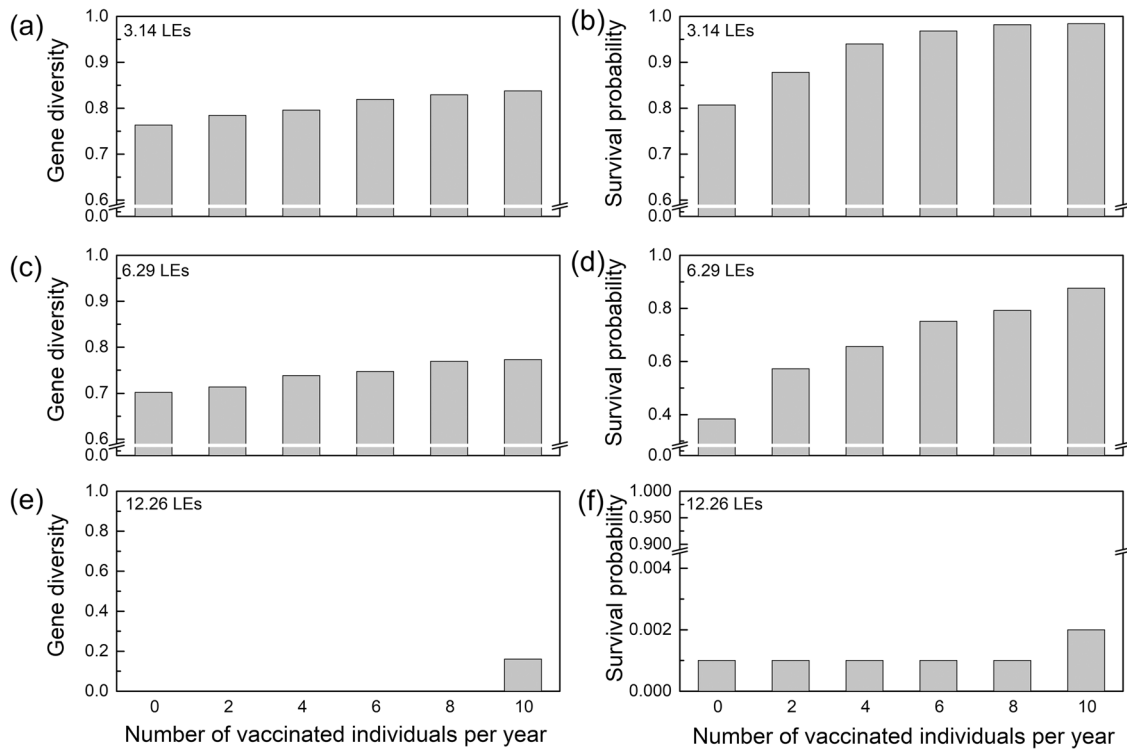 (a)
3.14 LEs
Gene diversity
1.0
0.9
0.8
0.7
0.6
0.0
(b)
3.14 LEs
Survival probability
1.0
0.9
0.8
0.7
0.6
0.0
(c)
6.29 LEs
Gene diversity
1.0
0.9
0.8
0.7
0.6
0.0
(d)
6.29 LEs
Survival probability
1.0
0.8
0.6
0.4
0.0
(e)
12.26 LEs
Gene diversity
1.0
0.8
0.6
0.4
0.2
0.0
0 2 4 6 8 10
Number of vaccinated individuals per year
(f)
12.26 LEs
Survival probability
1.000
0.975
0.950
0.925
0.900
0.004
0.002
0.000
0 2 4 6 8 10
Number of vaccinated individuals per year